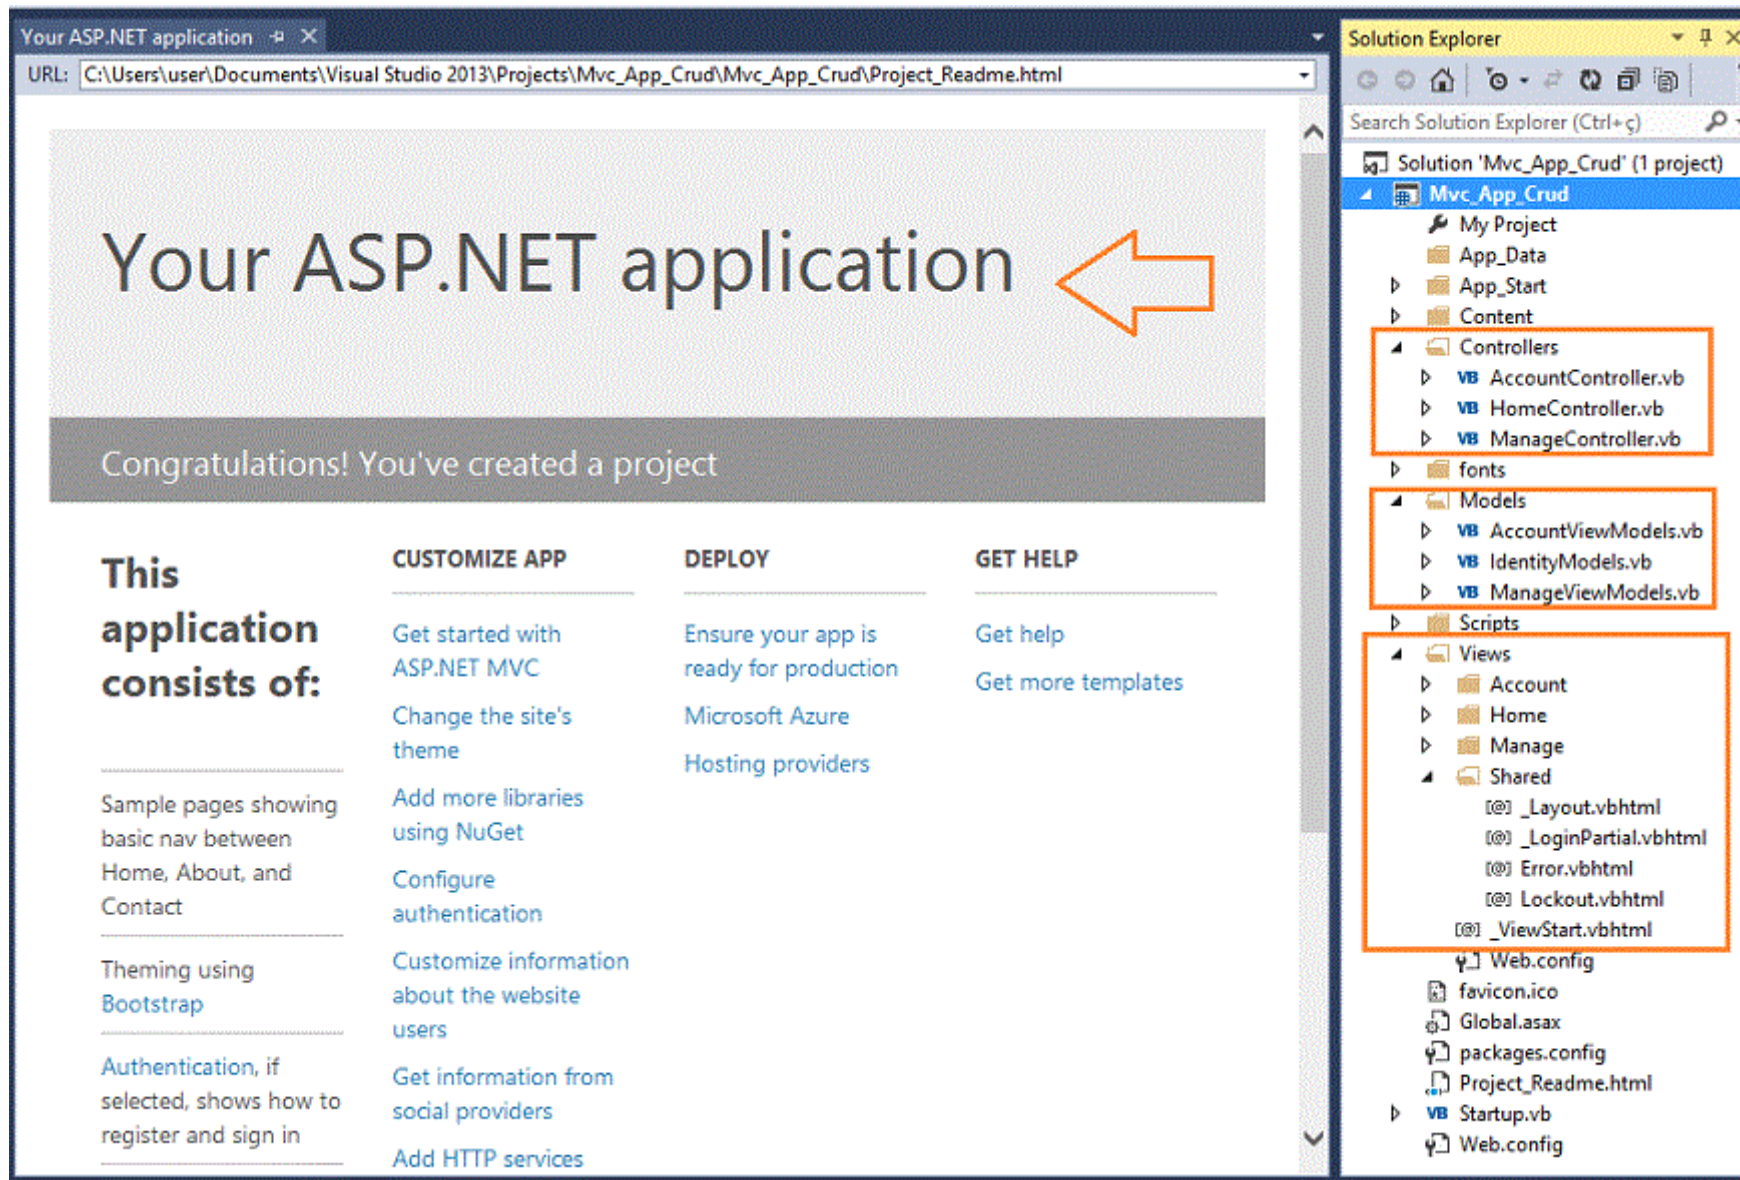 Your ASP.NET application
URL: C:\Users\user\Documents\Visual Studio 2013\Projects\Mvc_App_Crud\Mvc_App_Crud\Project_Readme.html
Your ASP.NET application
Congratulations! You've created a project
This
application
consists of:
Sample pages showing
basic nav between
Home, About, and
Contact
Theming using
Bootstrap
Authentication, if
selected, shows how to
register and sign in
CUSTOMIZE APP
Get started with
ASP.NET MVC
Change the site's
theme
Add more libraries
using NuGet
Configure
authentication
Customize information
about the website
users
Get information from
social providers
Add HTTP services
DEPLOY
Ensure your app is
ready for production
Microsoft Azure
Hosting providers
GET HELP
Get help
Get more templates
Solution Explorer
Search Solution Explorer (Ctrl+ç)
Solution 'Mvc_App_Crud' (1 project)
Mvc_App_Crud
My Project
App_Data
App_Start
Content
Controllers
VB AccountController.vb
VB HomeController.vb
VB ManageController.vb
fonts
Models
VB AccountViewModels.vb
VB IdentityModels.vb
VB ManageViewModels.vb
Scripts
Views
Account
Home
Manage
Shared
[@] _Layout.vbhtml
[@] _LoginPartial.vbhtml
[@] Error.vbhtml
[@] Lockout.vbhtml
[@] _ViewStart.vbhtml
Web.config
favicon.ico
Global.asax
packages.config
Project_Readme.html
VB Startup.vb
Web.config